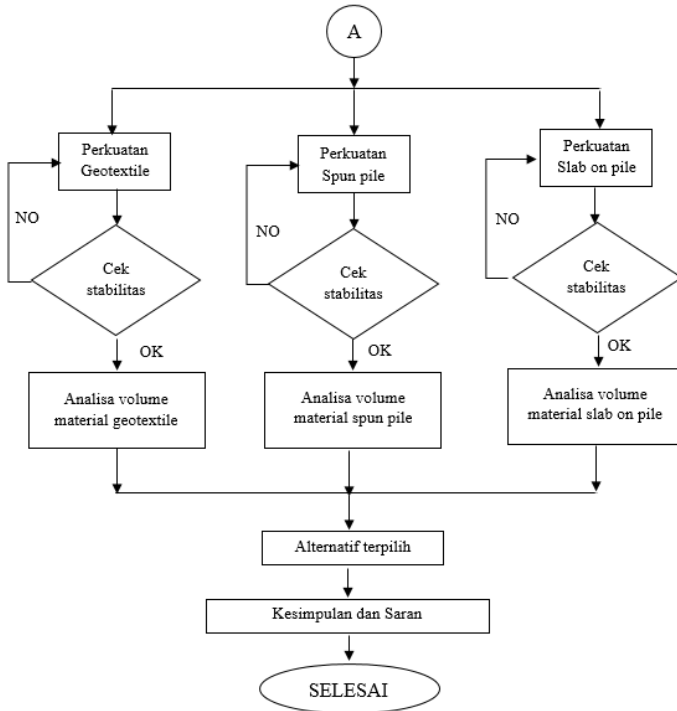 A
Perkuatan
Geotextile
Perkuatan
Spun pile
Perkuatan
Slab on pile
NO
NO
NO
Cek
stabilitas
Cek
stabilitas
Cek
stabilitas
OK
OK
OK
Analisa volume
material geotextile
Analisa volume
material spun pile
Analisa volume
material slab on pile
Alternatif terpilih
Kesimpulan dan Saran
SELESAI